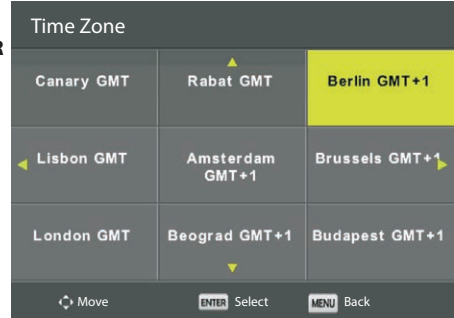 Time Zone
R
Canary GMT Rabat GMT Berlin GMT+1
Lisbon GMT Amsterdam GMT+1 Brussels GMT+1
London GMT Beograd GMT+1 Budapest GMT+1
Move ENTER Select MENU Back